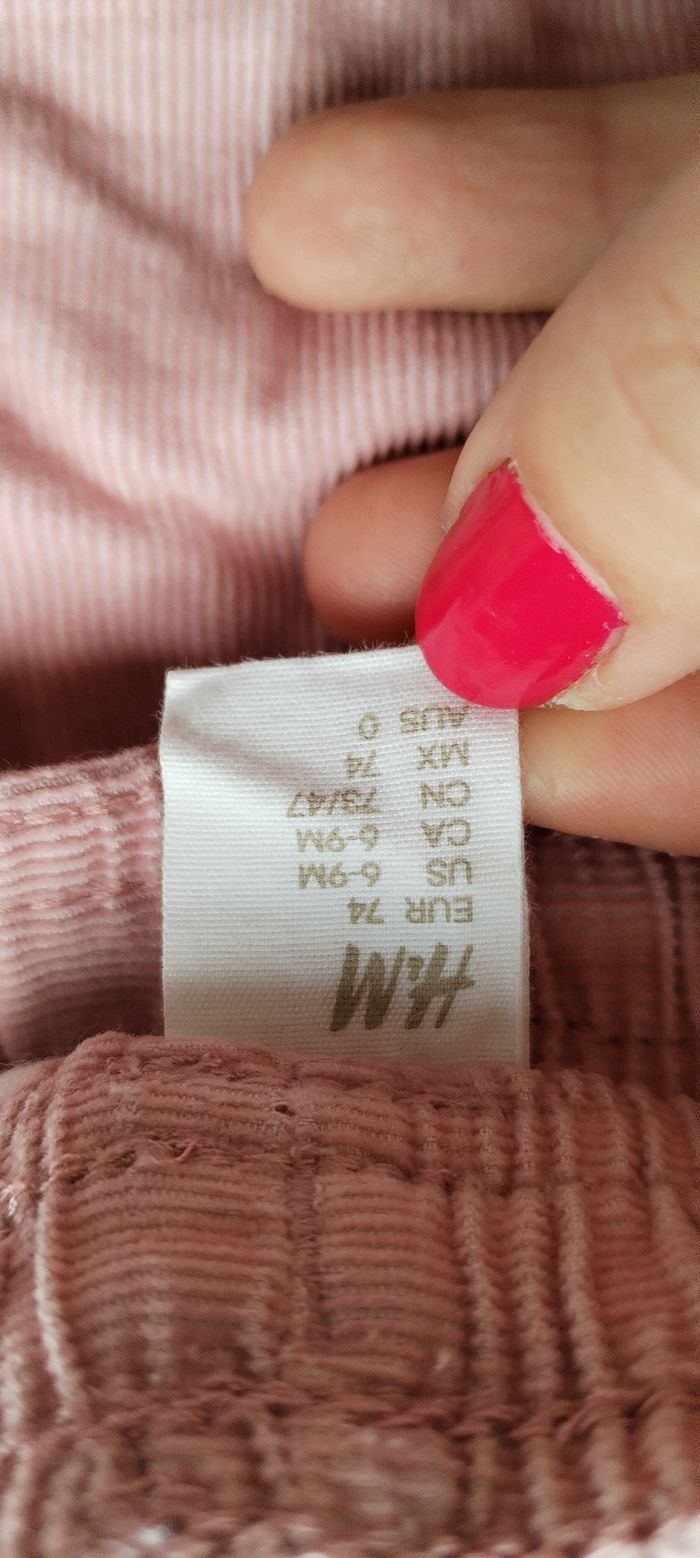 H&M
EUR 74
US 6-9M
CA 6-9M
CN 73/47
MX 74
AUS 0